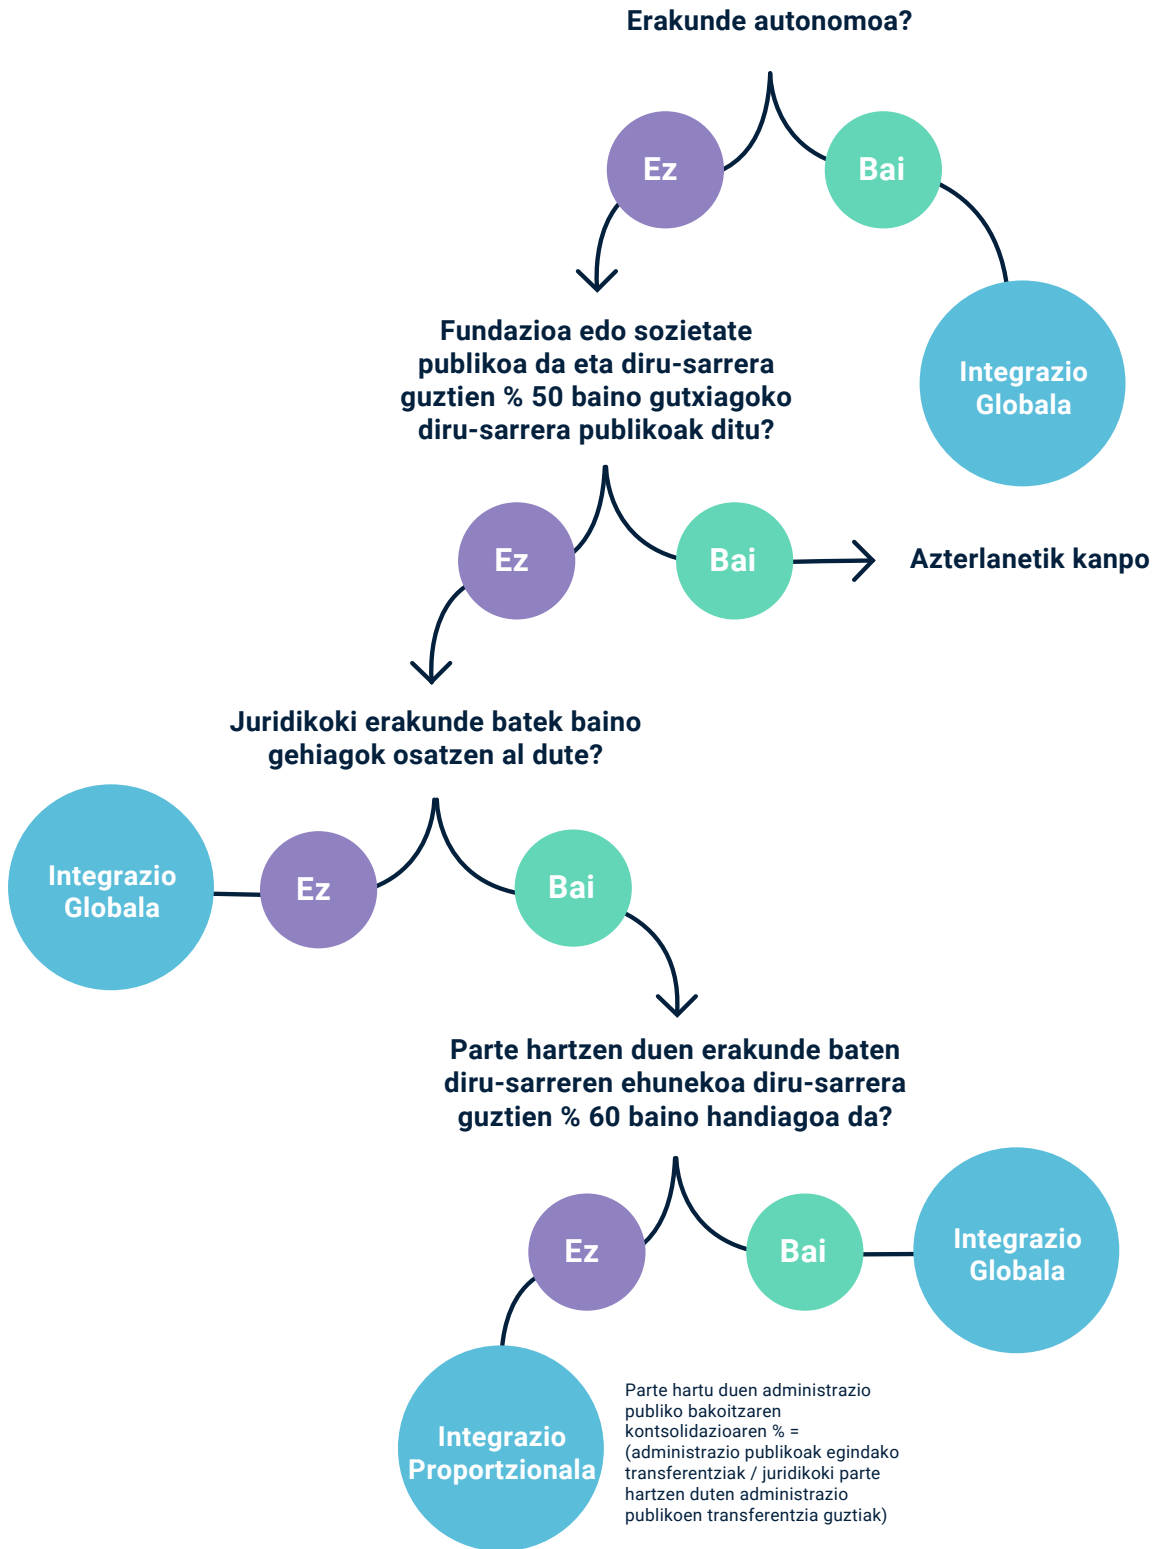 Erakunde autonomoa?
Ez
Bai
Integrazio
Globala
Fundazioa edo sozietate
publikoa da eta diru-sarrera
guztien % 50 baino gutxiagoko
diru-sarrera publikoak ditu?
Ez
Bai
Azterlanetik kanpo
Juridikoki erakunde batek baino
gehiagok osatzen al dute?
Integrazio
Globala
Ez
Bai
Parte hartzen duen erakunde baten
diru-sarreren ehunekoa diru-sarrera
guztien % 60 baino handiagoa da?
Ez
Bai
Integrazio
Globala
Integrazio
Proportzionala
Parte hartu duen administrazio
publiko bakoitzaren
kontsolidazioaren % =
(administrazio publikoak egindako
transferentziak / juridikoki parte
hartzen duten administrazio
publikoen transferentzia guztiak)